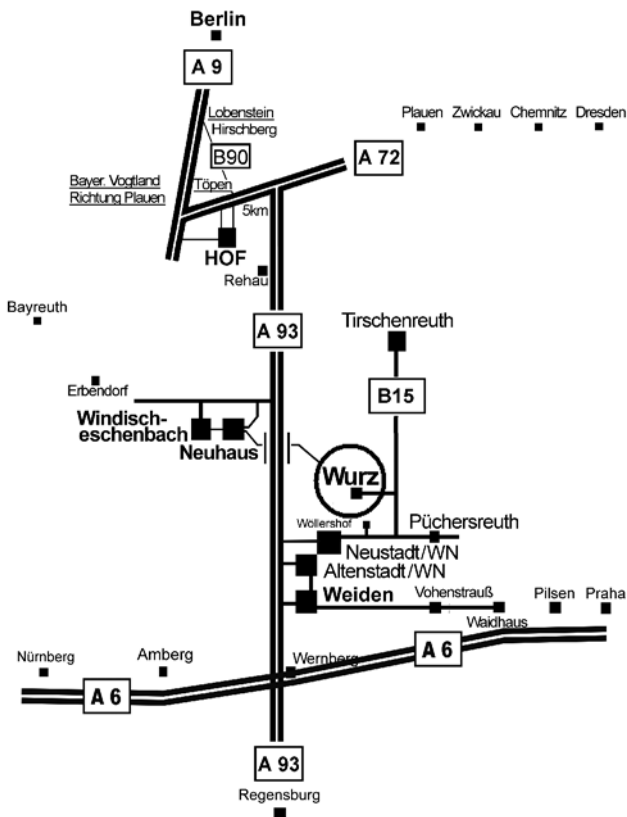 Berlin
A 9
Lobenstein
Hirschberg
Plauen Zwickau Chemnitz Dresden
B90
A 72
Bayer. Vogtland
Richtung Plauen
Töpen
5km
HOF
Rehau
Bayreuth
A 93
Tirschenreuth
Erbendorf
B15
Windisch-
eschenbach
Neuhaus
Wurz
Wöllershof
Püchersreuth
Neustadt/WN
Altenstadt/WN
Weiden
Vohenstrauß
Pilsen
Praha
Waidhaus
Nürnberg
Amberg
Wernberg
A 6
A 6
A 93
Regensburg